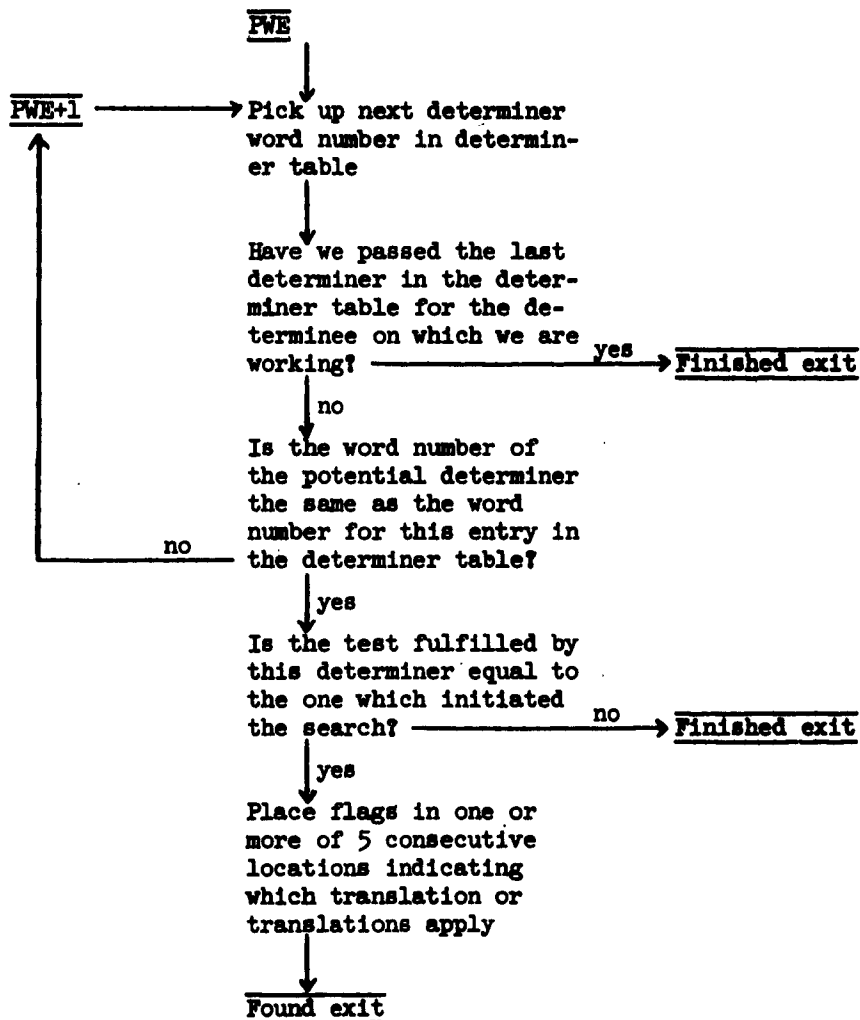 PWE
PWE+1
Pick up next determiner
word number in determin-
er table
Have we passed the last
determiner in the deter-
miner table for the de-
terminee on which we are
working?
yes
Finished exit
no
Is the word number of
the potential determiner
the same as the word
number for this entry in
the determiner table?
no
yes
Is the test fulfilled by
this determiner equal to
the one which initiated
the search?
no
Finished exit
yes
Place flags in one or
more of 5 consecutive
locations indicating
which translation or
translations apply
Found exit